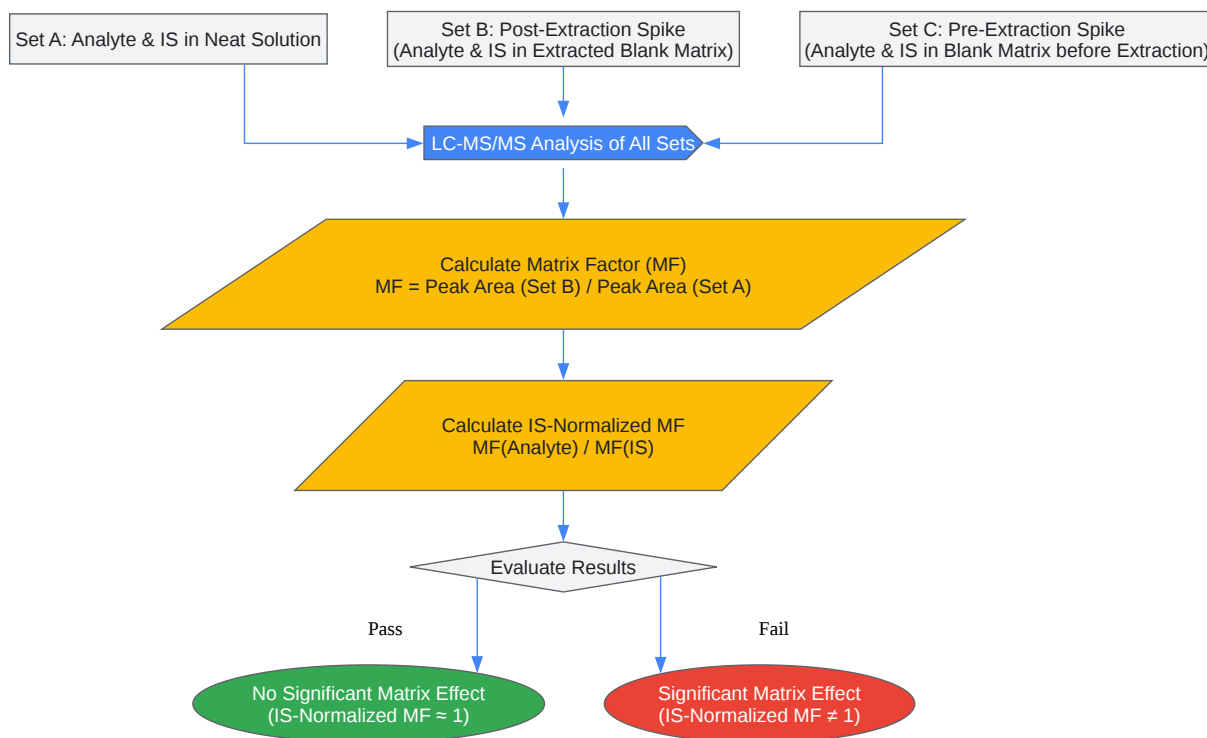 Set A: Analyte & IS in Neat Solution
Set B: Post-Extraction Spike
(Analyte & IS in Extracted Blank Matrix)
Set C: Pre-Extraction Spike
(Analyte & IS in Blank Matrix before Extraction)
LC-MS/MS Analysis of All Sets
Calculate Matrix Factor (MF)
MF = Peak Area (Set B) / Peak Area (Set A)
Calculate IS-Normalized MF
MF(Analyte) / MF(IS)
Evaluate Results
Pass
Fail
No Significant Matrix Effect
(IS-Normalized MF ≈ 1)
Significant Matrix Effect
(IS-Normalized MF ≠ 1)